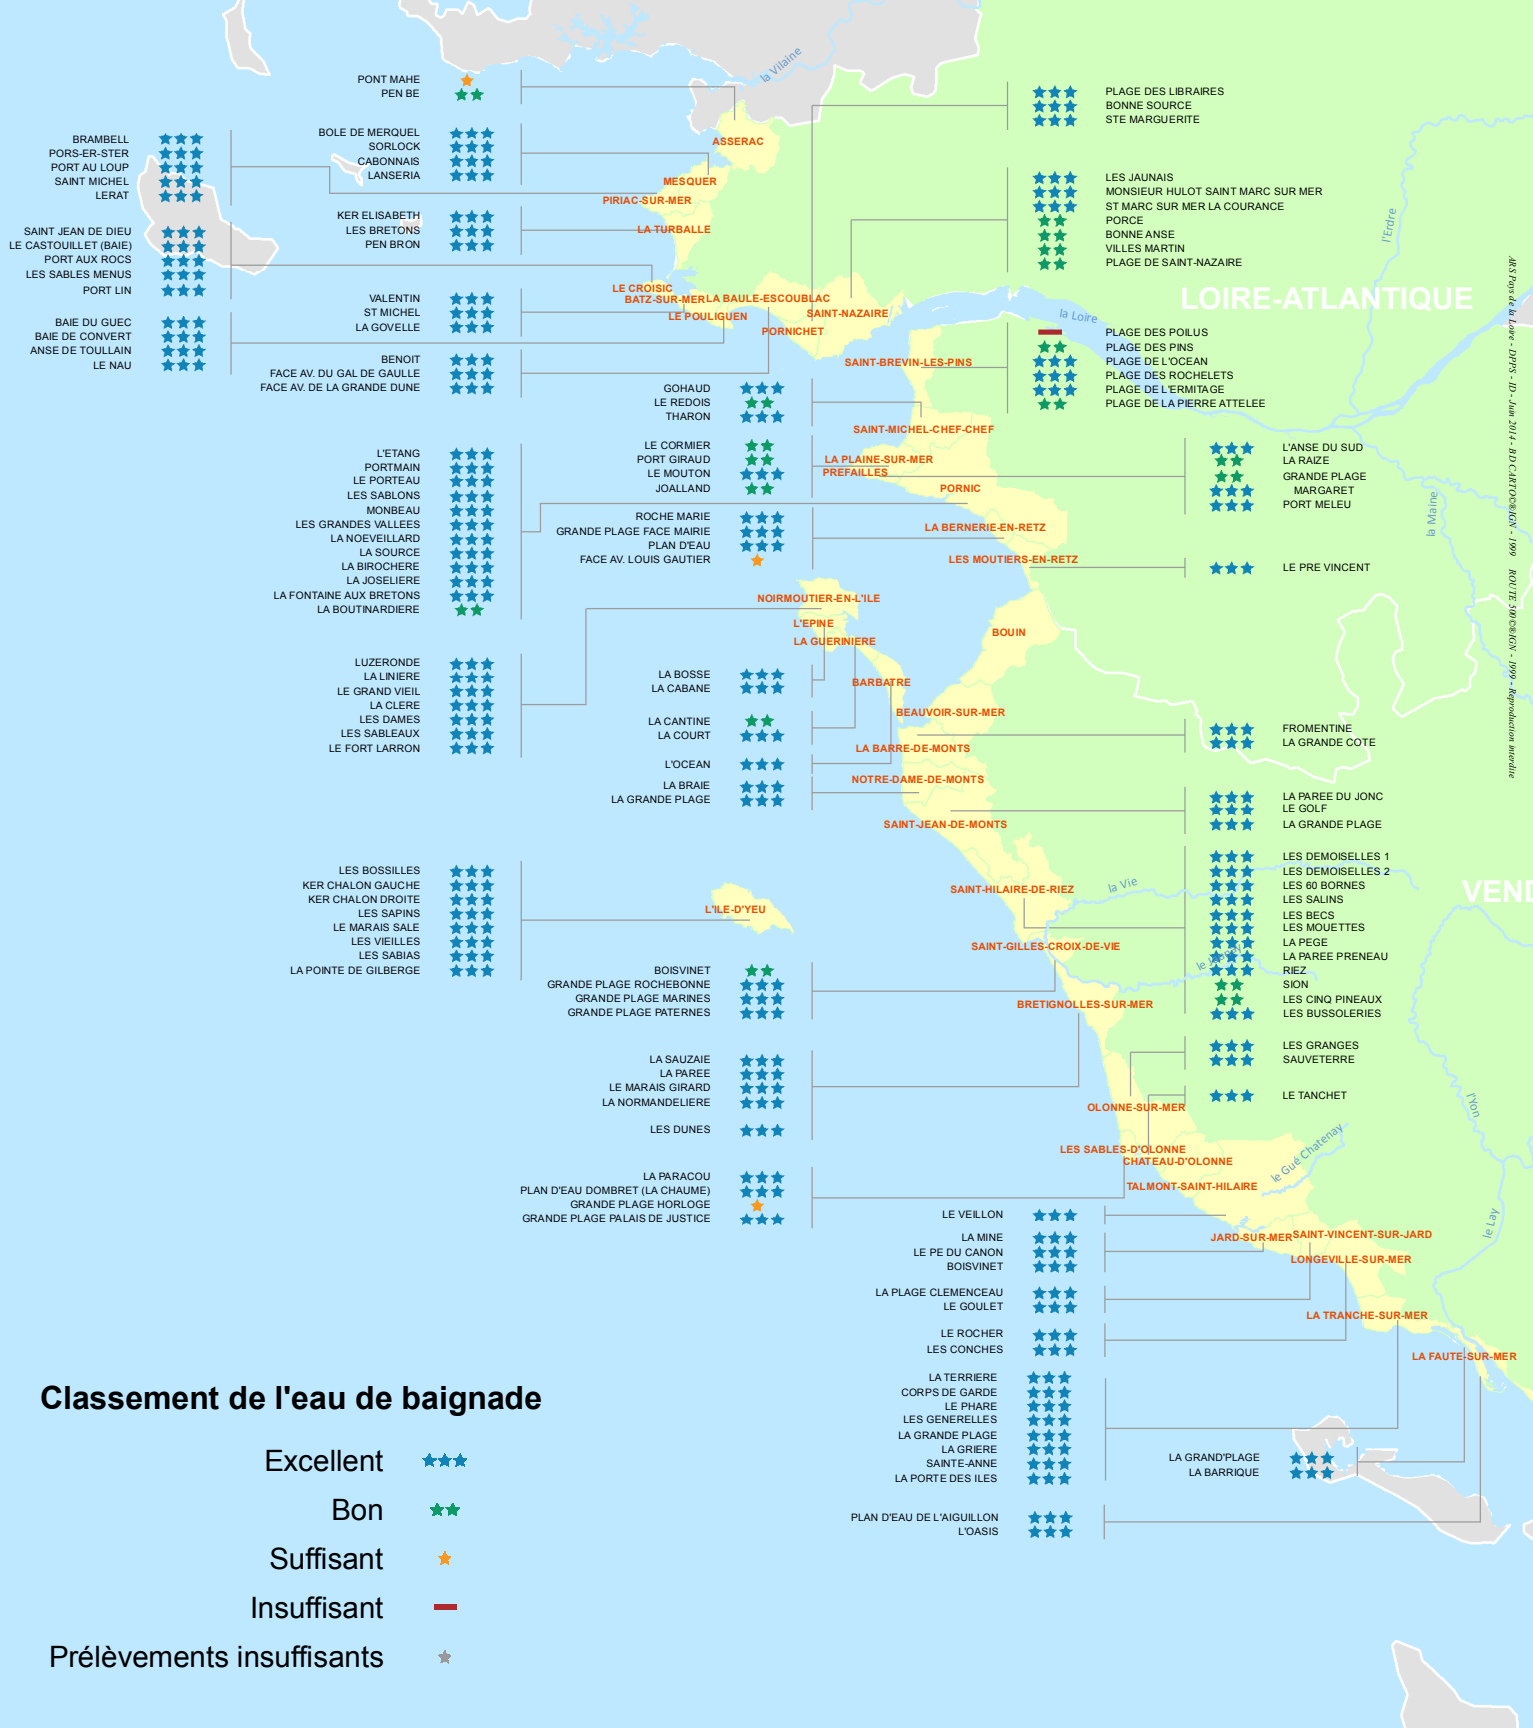 la Vilaine
PONT MAHE
PEN BE
PLAGE DES LIBRAIRES
BONNE SOURCE
STE MARGUERITE
BRAMBELL
PORS-ER-STER
PORT AU LOUP
SAINT MICHEL
LERAT
BOLE DE MERQUEL
SORLOCK
CABONNAIS
LANSERIA
ASSERAC
MESQUER
PIRIAC-SUR-MER
LA TURBALLE
LES JAUNAIS
MONSIEUR HULOT SAINT MARC SUR MER
ST MARC SUR MER LA COURANCE
PORCE
BONNE ANSE
VILLES MARTIN
PLAGE DE SAINT-NAZAIRE
l'Erdre
KER ELISABETH
LES BRETONS
PEN BRON
SAINT JEAN DE DIEU
LE CASTOUILLET (BAIE)
PORT AUX ROCS
LES SABLES MENUS
PORT LIN
LE CROISIC
BATZ-SUR-MER
LA BAULE-ESCOUBLAC
LE POULIGUEN
SAINT-NAZAIRE
PORNICHET
LOIRE-ATLANTIQUE
la Loire
VALENTIN
ST MICHEL
LA GOVELLE
BAIE DU GUEC
BAIE DE CONVERT
ANSE DE TOULLAIN
LE NAU
BENOIT
FACE AV. DU GAL DE GAULLE
FACE AV. DE LA GRANDE DUNE
SAINT-BREVIN-LES-PINS
PLAGE DES POILUS
PLAGE DES PINS
PLAGE DE L'OCEAN
PLAGE DES ROCHELETS
PLAGE DE L'ERMITAGE
PLAGE DE LA PIERRE ATTELEE
GOHAUD
LE REDOIS
THARON
SAINT-MICHEL-CHEF-CHEF
LE CORMIER
PORT GIRAUD
LE MOUTON
JOALLAND
LA PLAINE-SUR-MER
PREFAILLES
PORNIC
L'ANSE DU SUD
LA RAIZE
GRANDE PLAGE
MARGARET
PORT MELEU
la Maine
L'ETANG
PORTMAIN
LE PORTEAU
LES SABLONS
MONBEAU
LES GRANDES VALLEES
LA NOEVEILLARD
LA SOURCE
LA BIROCHERE
LA JOSELIERE
LA FONTAINE AUX BRETONS
LA BOUTINARDIERE
ROCHE MARIE
GRANDE PLAGE FACE MAIRIE
PLAN D'EAU
FACE AV. LOUIS GAUTIER
LA BERNERIE-EN-RETZ
LES MOUTIERS-EN-RETZ
LE PRE VINCENT
ARS Pays de la Loire - DPPS - ID - Juin 2014 - BD CARTO©®IGN - 1999 ROUTE 500©®IGN - 1999 - Reproduction interdite
NOIRMOUTIER-EN-L'ILE
L'EPINE
LA GUERINIERE
BOUIN
BARBATRE
BEAUVOIR-SUR-MER
LA BARRE-DE-MONTS
NOTRE-DAME-DE-MONTS
SAINT-JEAN-DE-MONTS
LUZERONDE
LA LINIERE
LE GRAND VIEIL
LA CLERE
LES DAMES
LES SABLEAUX
LE FORT LARRON
LA BOSSE
LA CABANE
LA CANTINE
LA COURT
L'OCEAN
LA BRAIE
LA GRANDE PLAGE
FROMENTINE
LA GRANDE COTE
LA PAREE DU JONC
LE GOLF
LA GRANDE PLAGE
LES DEMOISELLES 1
LES DEMOISELLES 2
LES 60 BORNES
LES SALINS
LES BECS
LES MOUETTES
LA PEGE
LA PAREE PRENEAU
RIEZ
SION
LES CINQ PINEAUX
LES BUSSOLERIES
VEND
la Vie
le Jaunay
SAINT-HILAIRE-DE-RIEZ
SAINT-GILLES-CROIX-DE-VIE
BRETIGNOLLES-SUR-MER
LES BOSSILLES
KER CHALON GAUCHE
KER CHALON DROITE
LES SAPINS
LE MARAIS SALE
LES VIEILLES
LES SABIAS
LA POINTE DE GILBERGE
L'ILE-D'YEU
BOISVINET
GRANDE PLAGE ROCHEBONNE
GRANDE PLAGE MARINES
GRANDE PLAGE PATERNES
LA SAUZAIE
LA PAREE
LE MARAIS GIRARD
LA NORMANDELIERE
LES DUNES
LES GRANGES
SAUVETERRE
LE TANCHET
l'Yon
OLONNE-SUR-MER
LES SABLES-D'OLONNE
CHATEAU-D'OLONNE
TALMONT-SAINT-HILAIRE
le Gué Chatenay
le Lay
LA PARACOU
PLAN D'EAU DOMBRET (LA CHAUME)
GRANDE PLAGE HORLOGE
GRANDE PLAGE PALAIS DE JUSTICE
LE VEILLON
LA MINE
LE PE DU CANON
BOISVINET
JARD-SUR-MER
SAINT-VINCENT-SUR-JARD
LONGEVILLE-SUR-MER
LA PLAGE CLEMENCEAU
LE GOULET
LA TRANCHE-SUR-MER
LE ROCHER
LES CONCHES
LA FAUTE-SUR-MER
LA TERRIERE
CORPS DE GARDE
LE PHARE
LES GENERELLES
LA GRANDE PLAGE
LA GRIERE
SAINTE-ANNE
LA PORTE DES ILES
LA GRAND'PLAGE
LA BARRIQUE
PLAN D'EAU DE L'AIGUILLON
L'OASIS
Classement de l'eau de baignade
Excellent
Bon
Suffisant
Insuffisant
Prélèvements insuffisants